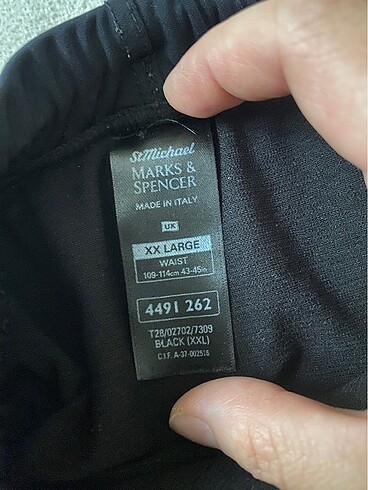 St Michael
MARKS &
SPENCER
MADE IN ITALY
UK
XX LARGE
WAIST
109-114cm 43-45in
4491 262
T28/02702/7309
BLACK (XXL)
C.I.F. A-37-002516